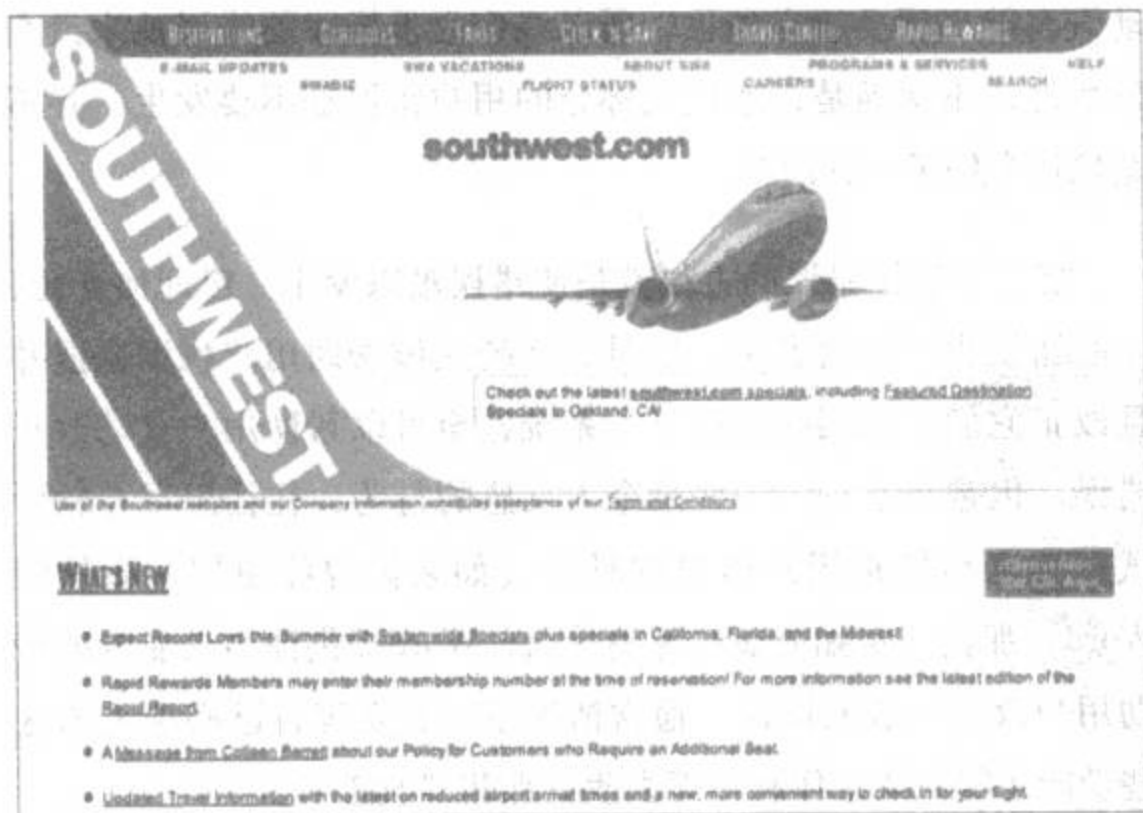 RESERVATIONS SCHEDULES FARES CLICK 'N SAVE TRAVEL CENTER RAPID REWARDS
E-MAIL UPDATES SWA VACATIONS ABOUT SWA PROGRAMS & SERVICES HELP
SWABIZ FLIGHT STATUS CAREERS SEARCH
SOUTHWEST
southwest.com
Check out the latest southwest.com specials, including Featured Destination
Specials to Oakland, CA!
Use of the Southwest websites and our Company Information constitutes acceptance of our Terms and Conditions
WHAT'S NEW
Expect Record Lows this Summer with Systemwide Specials plus specials in California, Florida, and the Midwest!
Rapid Rewards Members may enter their membership number at the time of reservation! For more information see the latest edition of the
Rapid Report.
A Message from Colleen Barrett about our Policy for Customers who Require an Additional Seat.
Updated Travel Information with the latest on reduced airport arrival times and a new, more convenient way to check in for your flight.